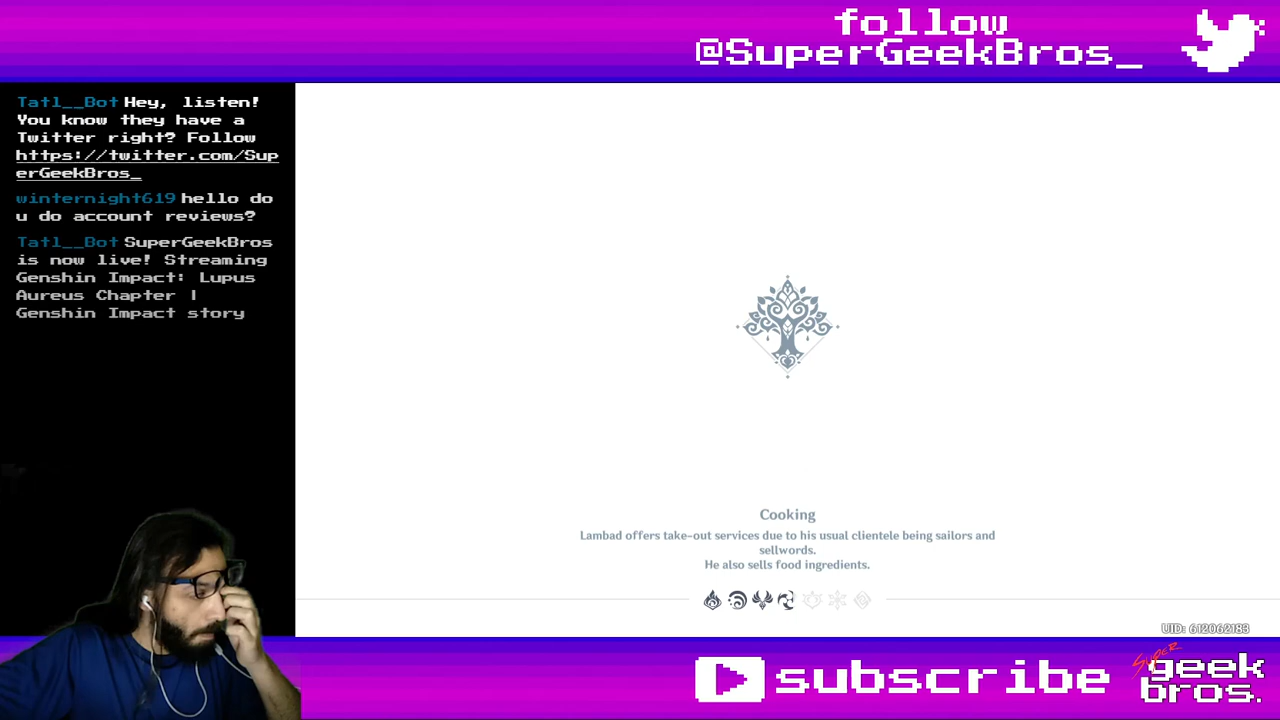 follow
@SuperGeekBros_
Tatl__Bot Hey, listen!
You know they have a
Twitter right? Follow
https://twitter.com/Sup
erGeekBros_
winternight619 hello do
u do account reviews?
Tatl__Bot SuperGeekBros
is now live! Streaming
Genshin Impact: Lupus
Aureus Chapter |
Genshin Impact story
Cooking
Lambad offers take-out services due to his usual clientele being sailors and
sellwords.
He also sells food ingredients.
UID: 612062183
subscribe
SUPER
geek
bros.